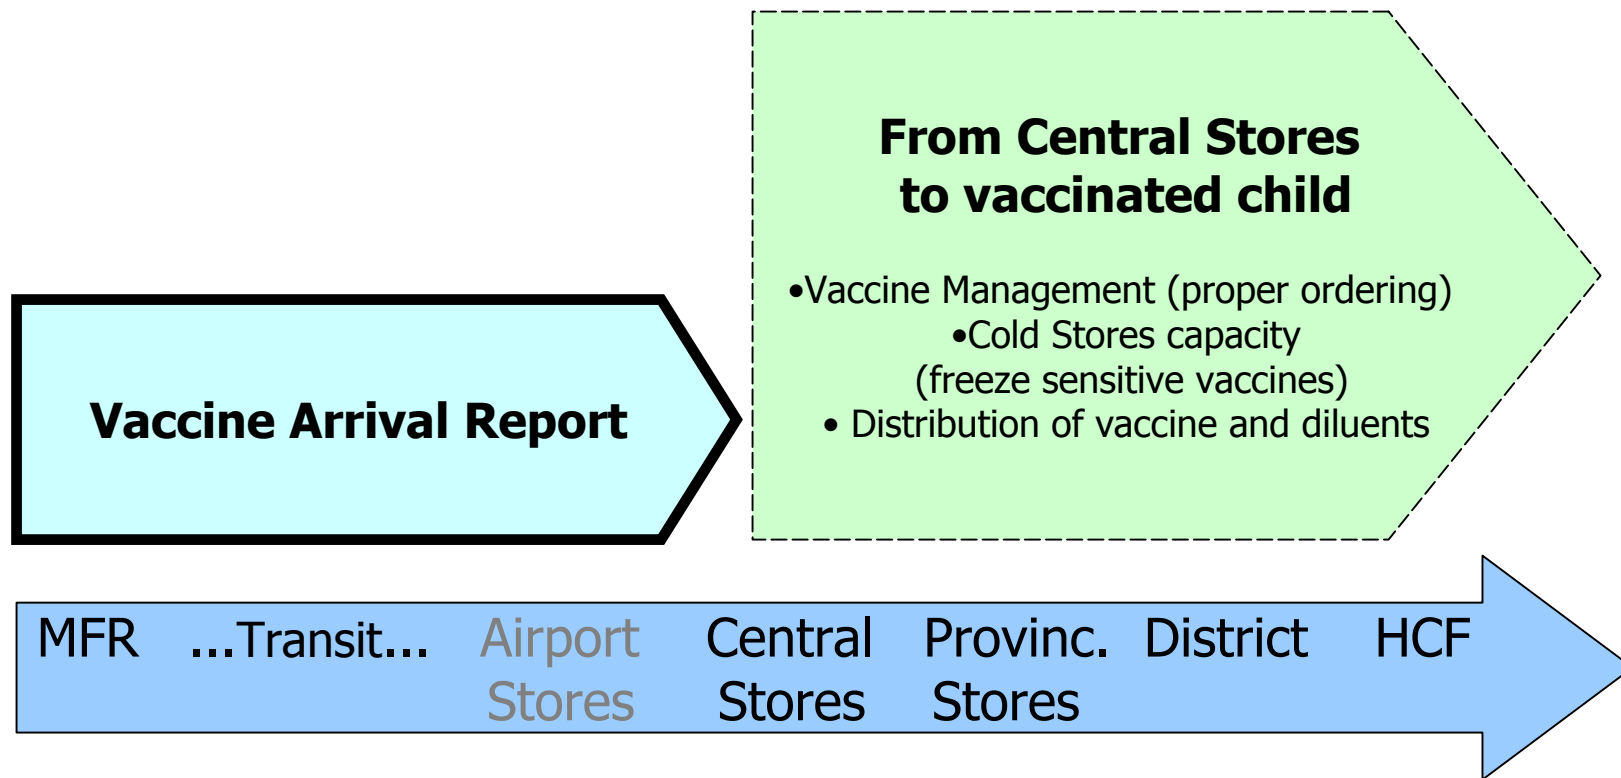 From Central Stores
to vaccinated child
•Vaccine Management (proper ordering)
•Cold Stores capacity
(freeze sensitive vaccines)
• Distribution of vaccine and diluents
Vaccine Arrival Report
MFR ...Transit... Airport Central Provinc. District HCF
Stores Stores Stores